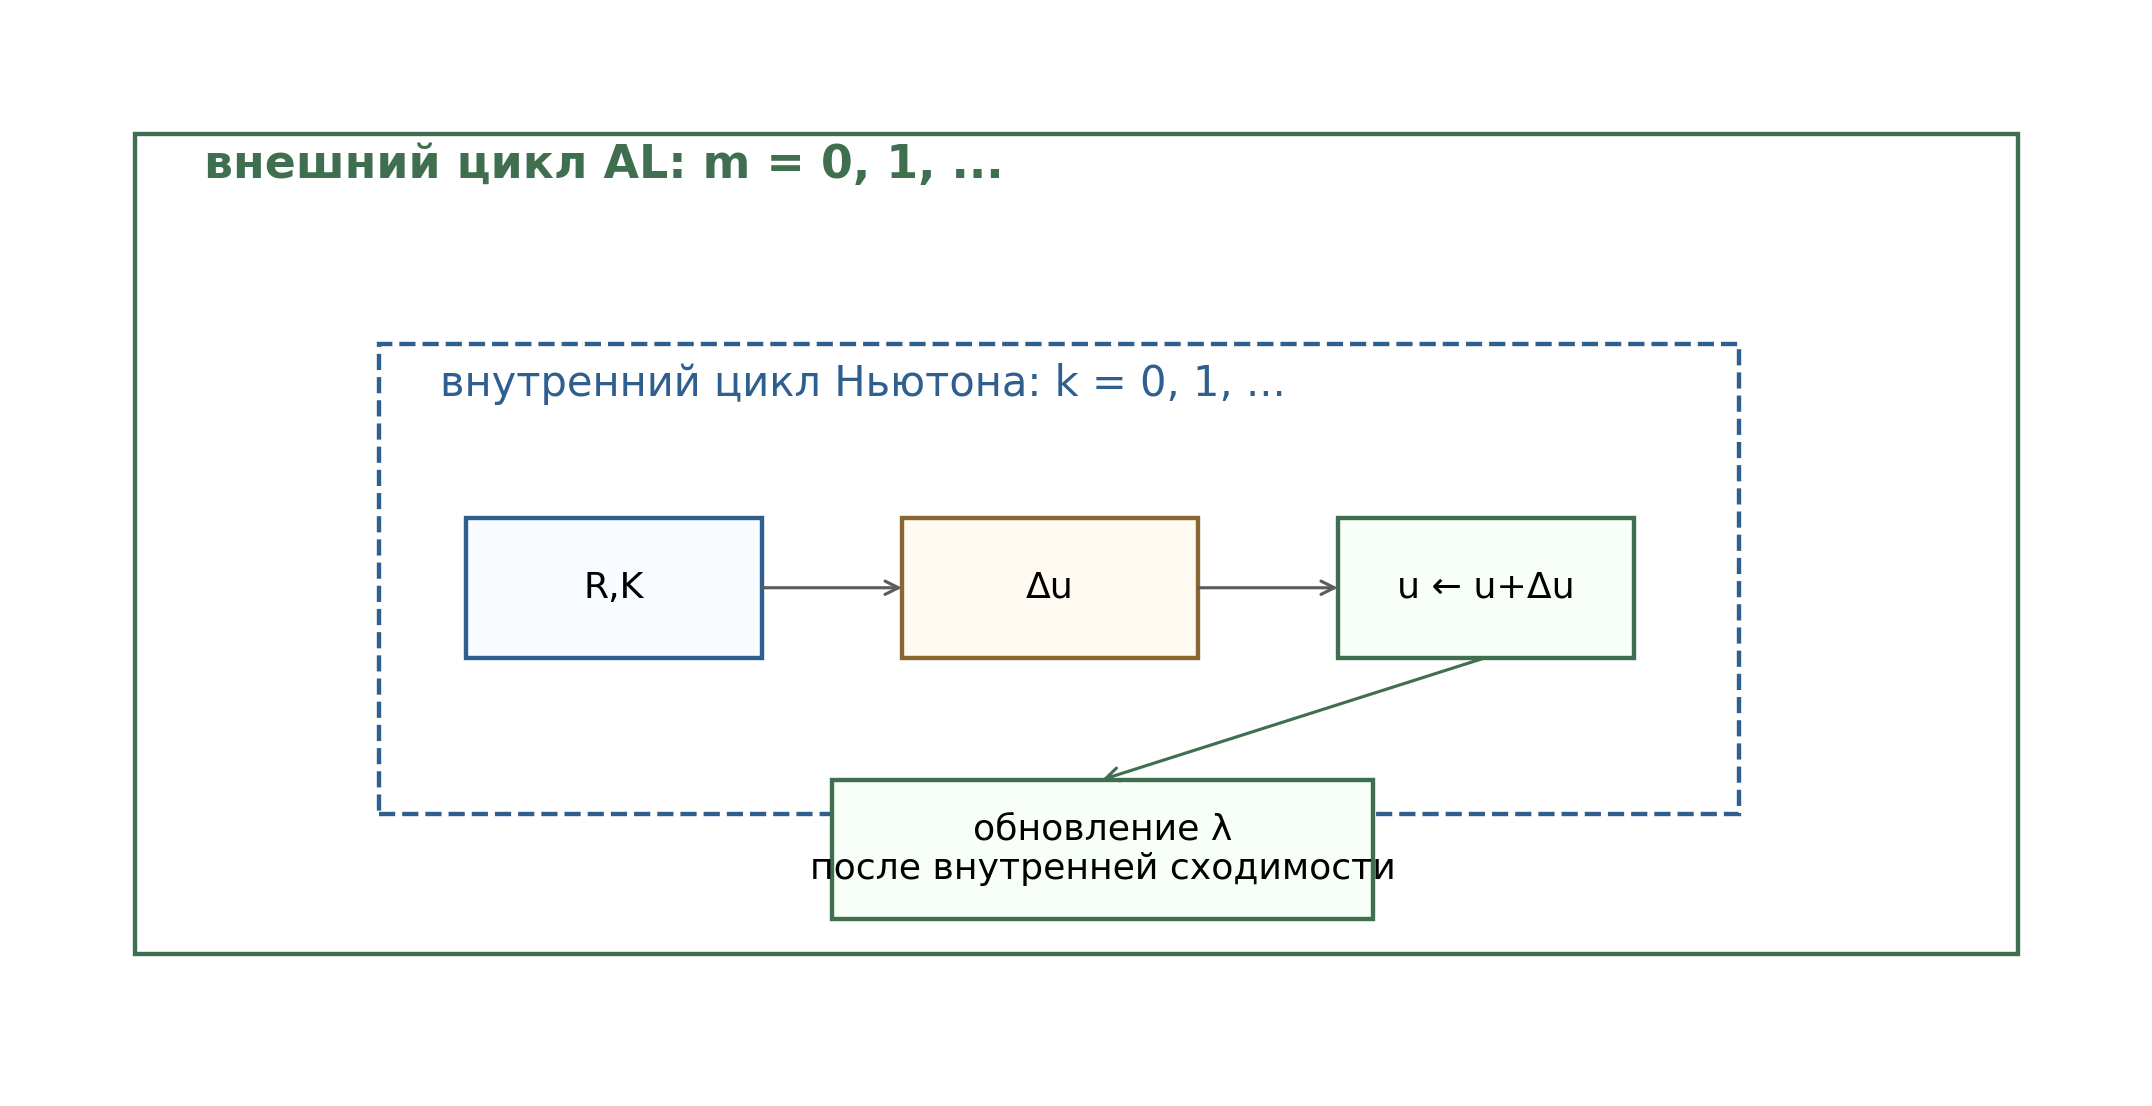 внешний цикл AL: m = 0, 1, ...
внутренний цикл Ньютона: k = 0, 1, ...
R,K
Δu
u ← u+Δu
обновление λ
после внутренней сходимости